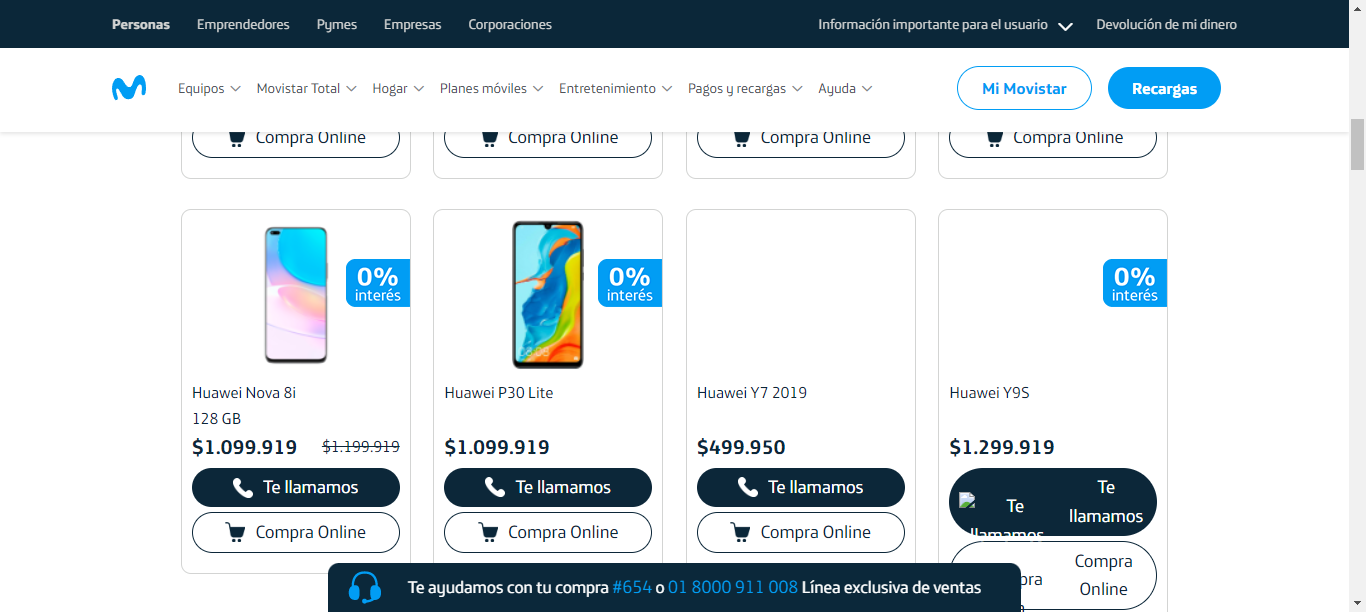 Personas Emprendedores Pymes Empresas Corporaciones Información importante para el usuario Devolución de mi dinero
Equipos Movistar Total Hogar Planes móviles Entretenimiento Pagos y recargas Ayuda Mi Movistar Recargas
Compra Online Compra Online Compra Online Compra Online
0% 0% 0%
interés interés interés
Huawei Nova 8i Huawei P30 Lite Huawei Y7 2019 Huawei Y9S
128 GB
$1.099.919 $1.199.919 $1.099.919 $499.950 $1.299.919
Te llamamos Te llamamos Te llamamos Te llamamos Te llamamos
Compra Online Compra Online Compra Online Compra Online
Te ayudamos con tu compra #654 o 01 8000 911 008 Línea exclusiva de ventas